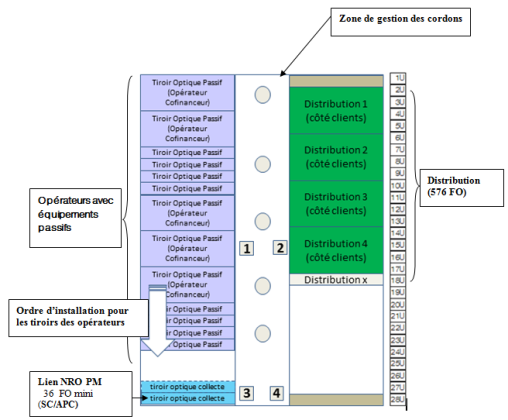 Zone de gestion des cordons
Tiroir Optique Passif
(Opérateur
Cofinanceur)
Tiroir Optique Passif
(Opérateur
Cofinanceur)
Tiroir Optique Passif
Tiroir Optique Passif
Tiroir Optique Passif
Tiroir Optique Passif
Tiroir Optique Passif
(Opérateur
Cofinanceur)
Tiroir Optique Passif
(Opérateur
Cofinanceur)
Tiroir Optique Passif
(Opérateur
Cofinanceur)
Tiroir Optique Passif
Tiroir Optique Passif
Tiroir Optique Passif
Optique Passif
tiroir optique collecte
tiroir optique collecte
Opérateurs avec
équipements
passifs
Ordre d'installation pour
les tiroirs des opérateurs
Lien NRO PM
36 FO mini
(SC/APC)
1
2
3
4
Distribution 1
(côté clients)
Distribution 2
(côté clients)
Distribution 3
(côté clients)
Distribution 4
(côté clients)
Distribution x
1U
2U
3U
4U
5U
6U
7U
8U
9U
10U
11U
12U
13U
14U
15U
16U
17U
18U
19U
20U
21U
22U
23U
24U
25U
26U
27U
28U
Distribution
(576 FO)